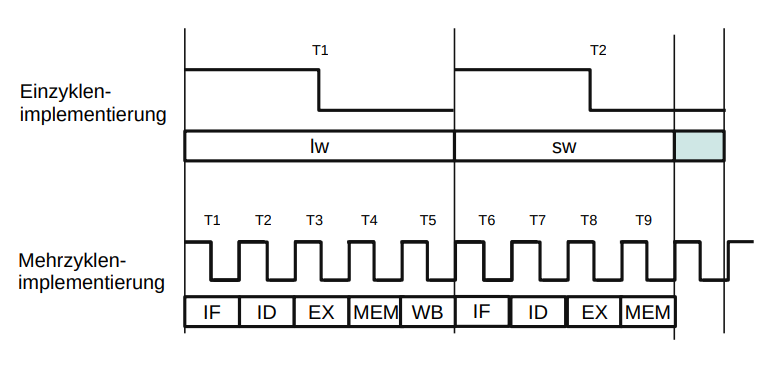 T1 T2
Einzyklen-
implementierung
lw sw
T1 T2 T3 T4 T5 T6 T7 T8 T9
Mehrzyklen-
implementierung
IF ID EX MEM WB IF ID EX MEM